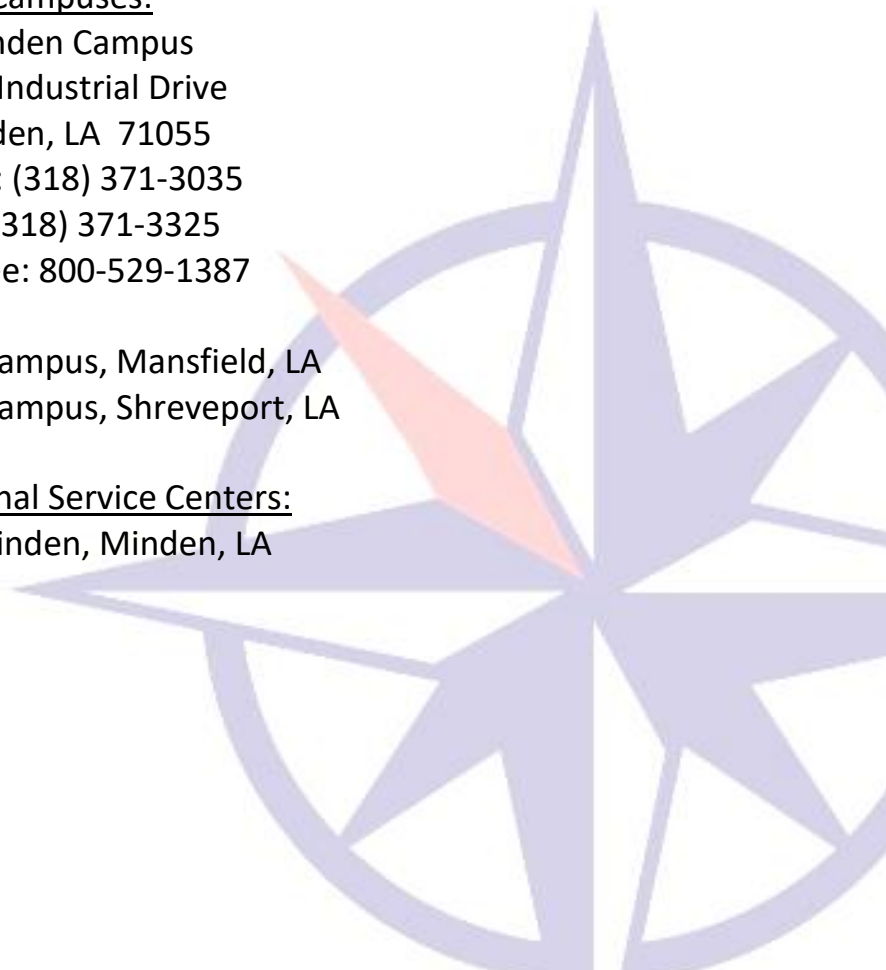 Campuses:
nden Campus
Industrial Drive
den, LA 71055
: (318) 371-3035
318) 371-3325
e: 800-529-1387
ampus, Mansfield, LA
ampus, Shreveport, LA
nal Service Centers:
inden, Minden, LA